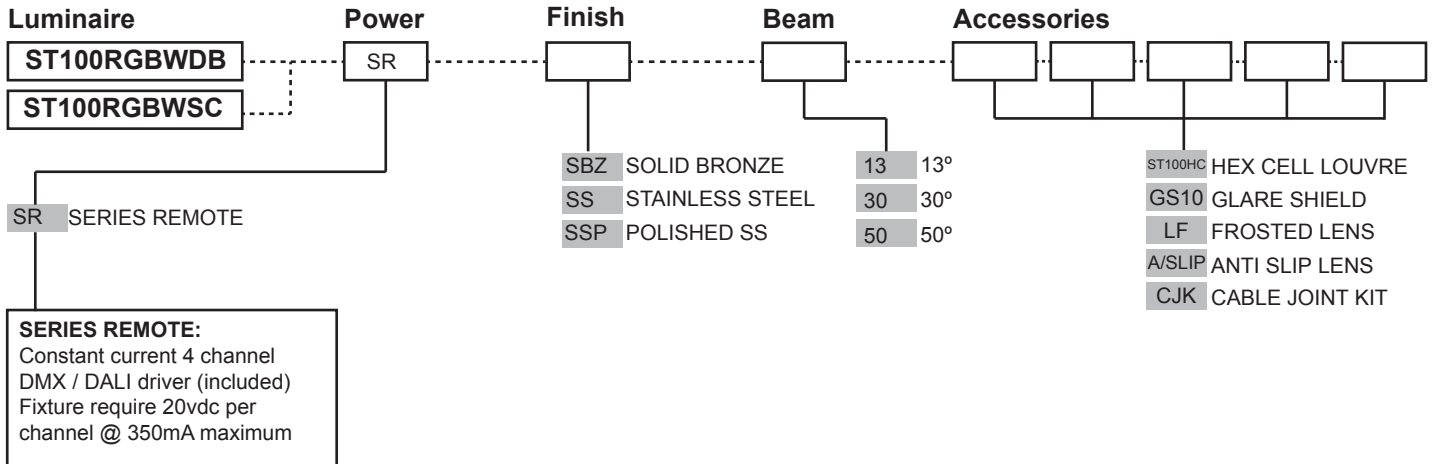 Luminaire Power Finish Beam Accessories
ST100RGBWDB SR
ST100RGBWSC
SBZ SOLID BRONZE 13 13º ST100HC HEX CELL LOUVRE
SS STAINLESS STEEL 30 30º GS10 GLARE SHIELD
SSP POLISHED SS 50 50º LF FROSTED LENS
A/SLIP ANTI SLIP LENS
CJK CABLE JOINT KIT
SR SERIES REMOTE
SERIES REMOTE:
Constant current 4 channel
DMX / DALI driver (included)
Fixture require 20vdc per
channel @ 350mA maximum